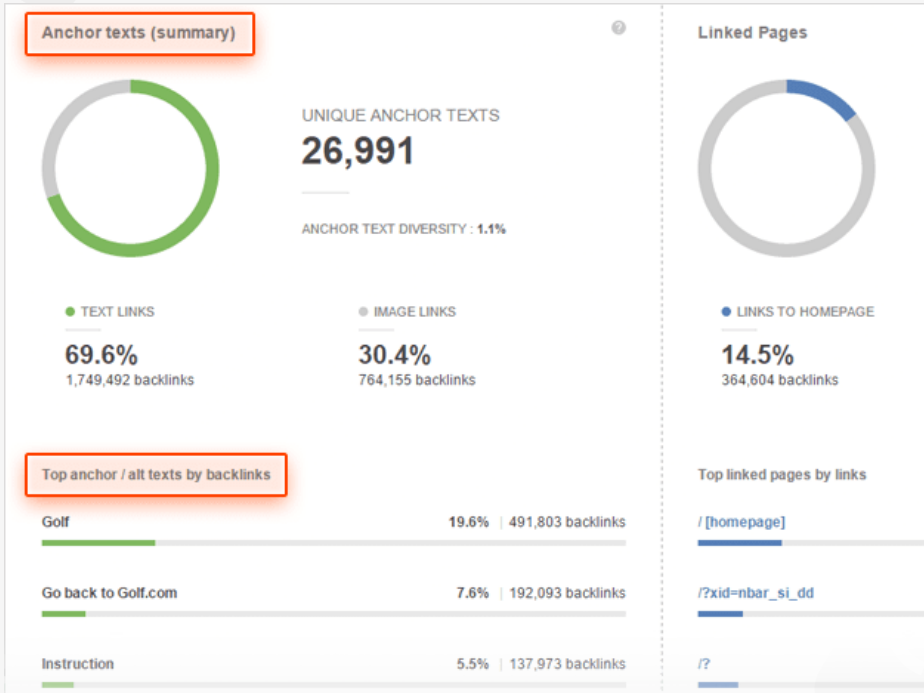 Anchor texts (summary)
?
UNIQUE ANCHOR TEXTS
26,991
ANCHOR TEXT DIVERSITY : 1.1%
TEXT LINKS
69.6%
1,749,492 backlinks
IMAGE LINKS
30.4%
764,155 backlinks
Top anchor / alt texts by backlinks
Golf 19.6% | 491,803 backlinks
Go back to Golf.com 7.6% | 192,093 backlinks
Instruction 5.5% | 137,973 backlinks
Linked Pages
LINKS TO HOMEPAGE
14.5%
364,604 backlinks
Top linked pages by links
/ [homepage]
/?xid=nbar_si_dd
/?